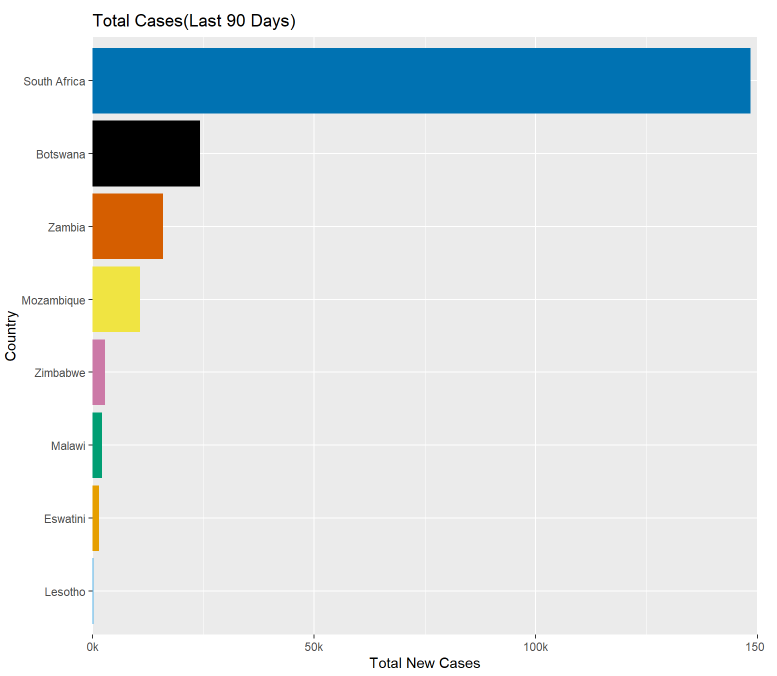 Total Cases(Last 90 Days)
South Africa
Botswana
Zambia
Mozambique
Zimbabwe
Malawi
Eswatini
Lesotho
Country
0k
50k
100k
150
Total New Cases